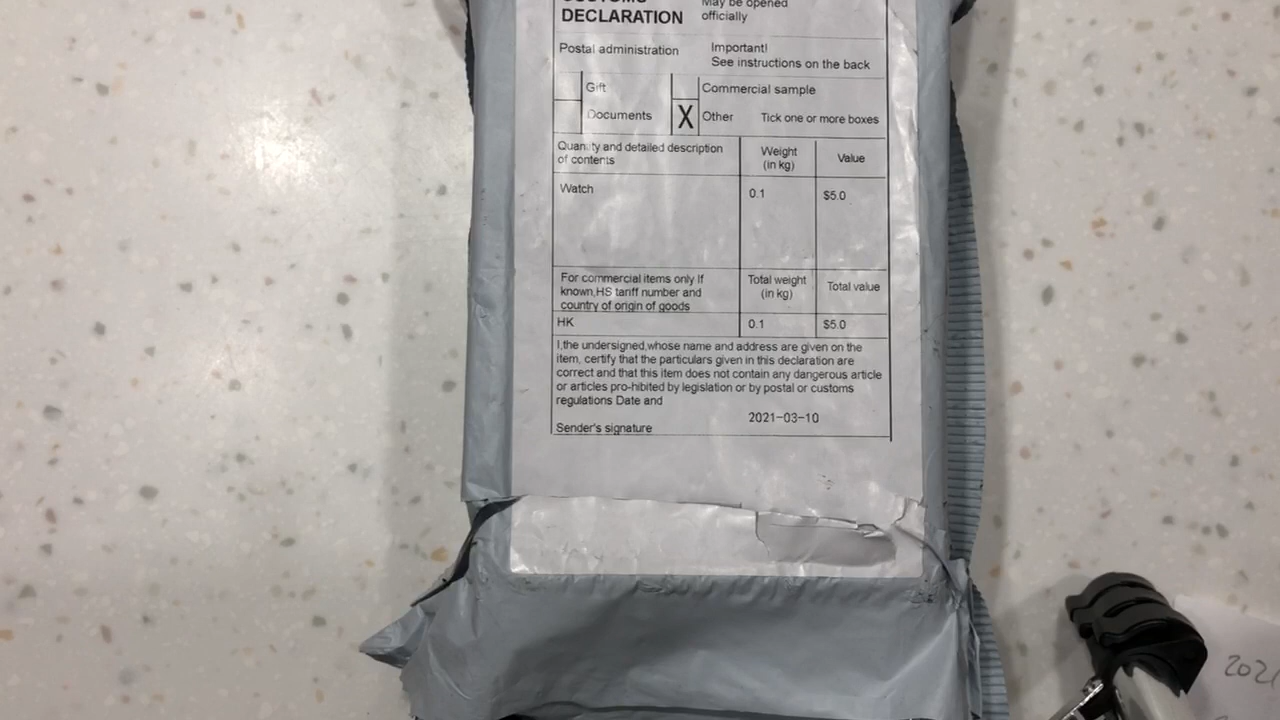 CUSTOMS
DECLARATION
May be opened
officially
Postal administration
Important!
See instructions on the back
Gift
Commercial sample
Documents
X
Other
Tick one or more boxes
Quantity and detailed description
of contents
Weight
(in kg)
Value
Watch
0.1
$5.0
For commercial items only If
known,HS tariff number and
country of origin of goods
Total weight
(in kg)
Total value
HK
0.1
$5.0
I,the undersigned,whose name and address are given on the
item, certify that the particulars given in this declaration are
correct and that this item does not contain any dangerous article
or articles pro-hibited by legislation or by postal or customs
regulations Date and
2021-03-10
Sender's signature
2021